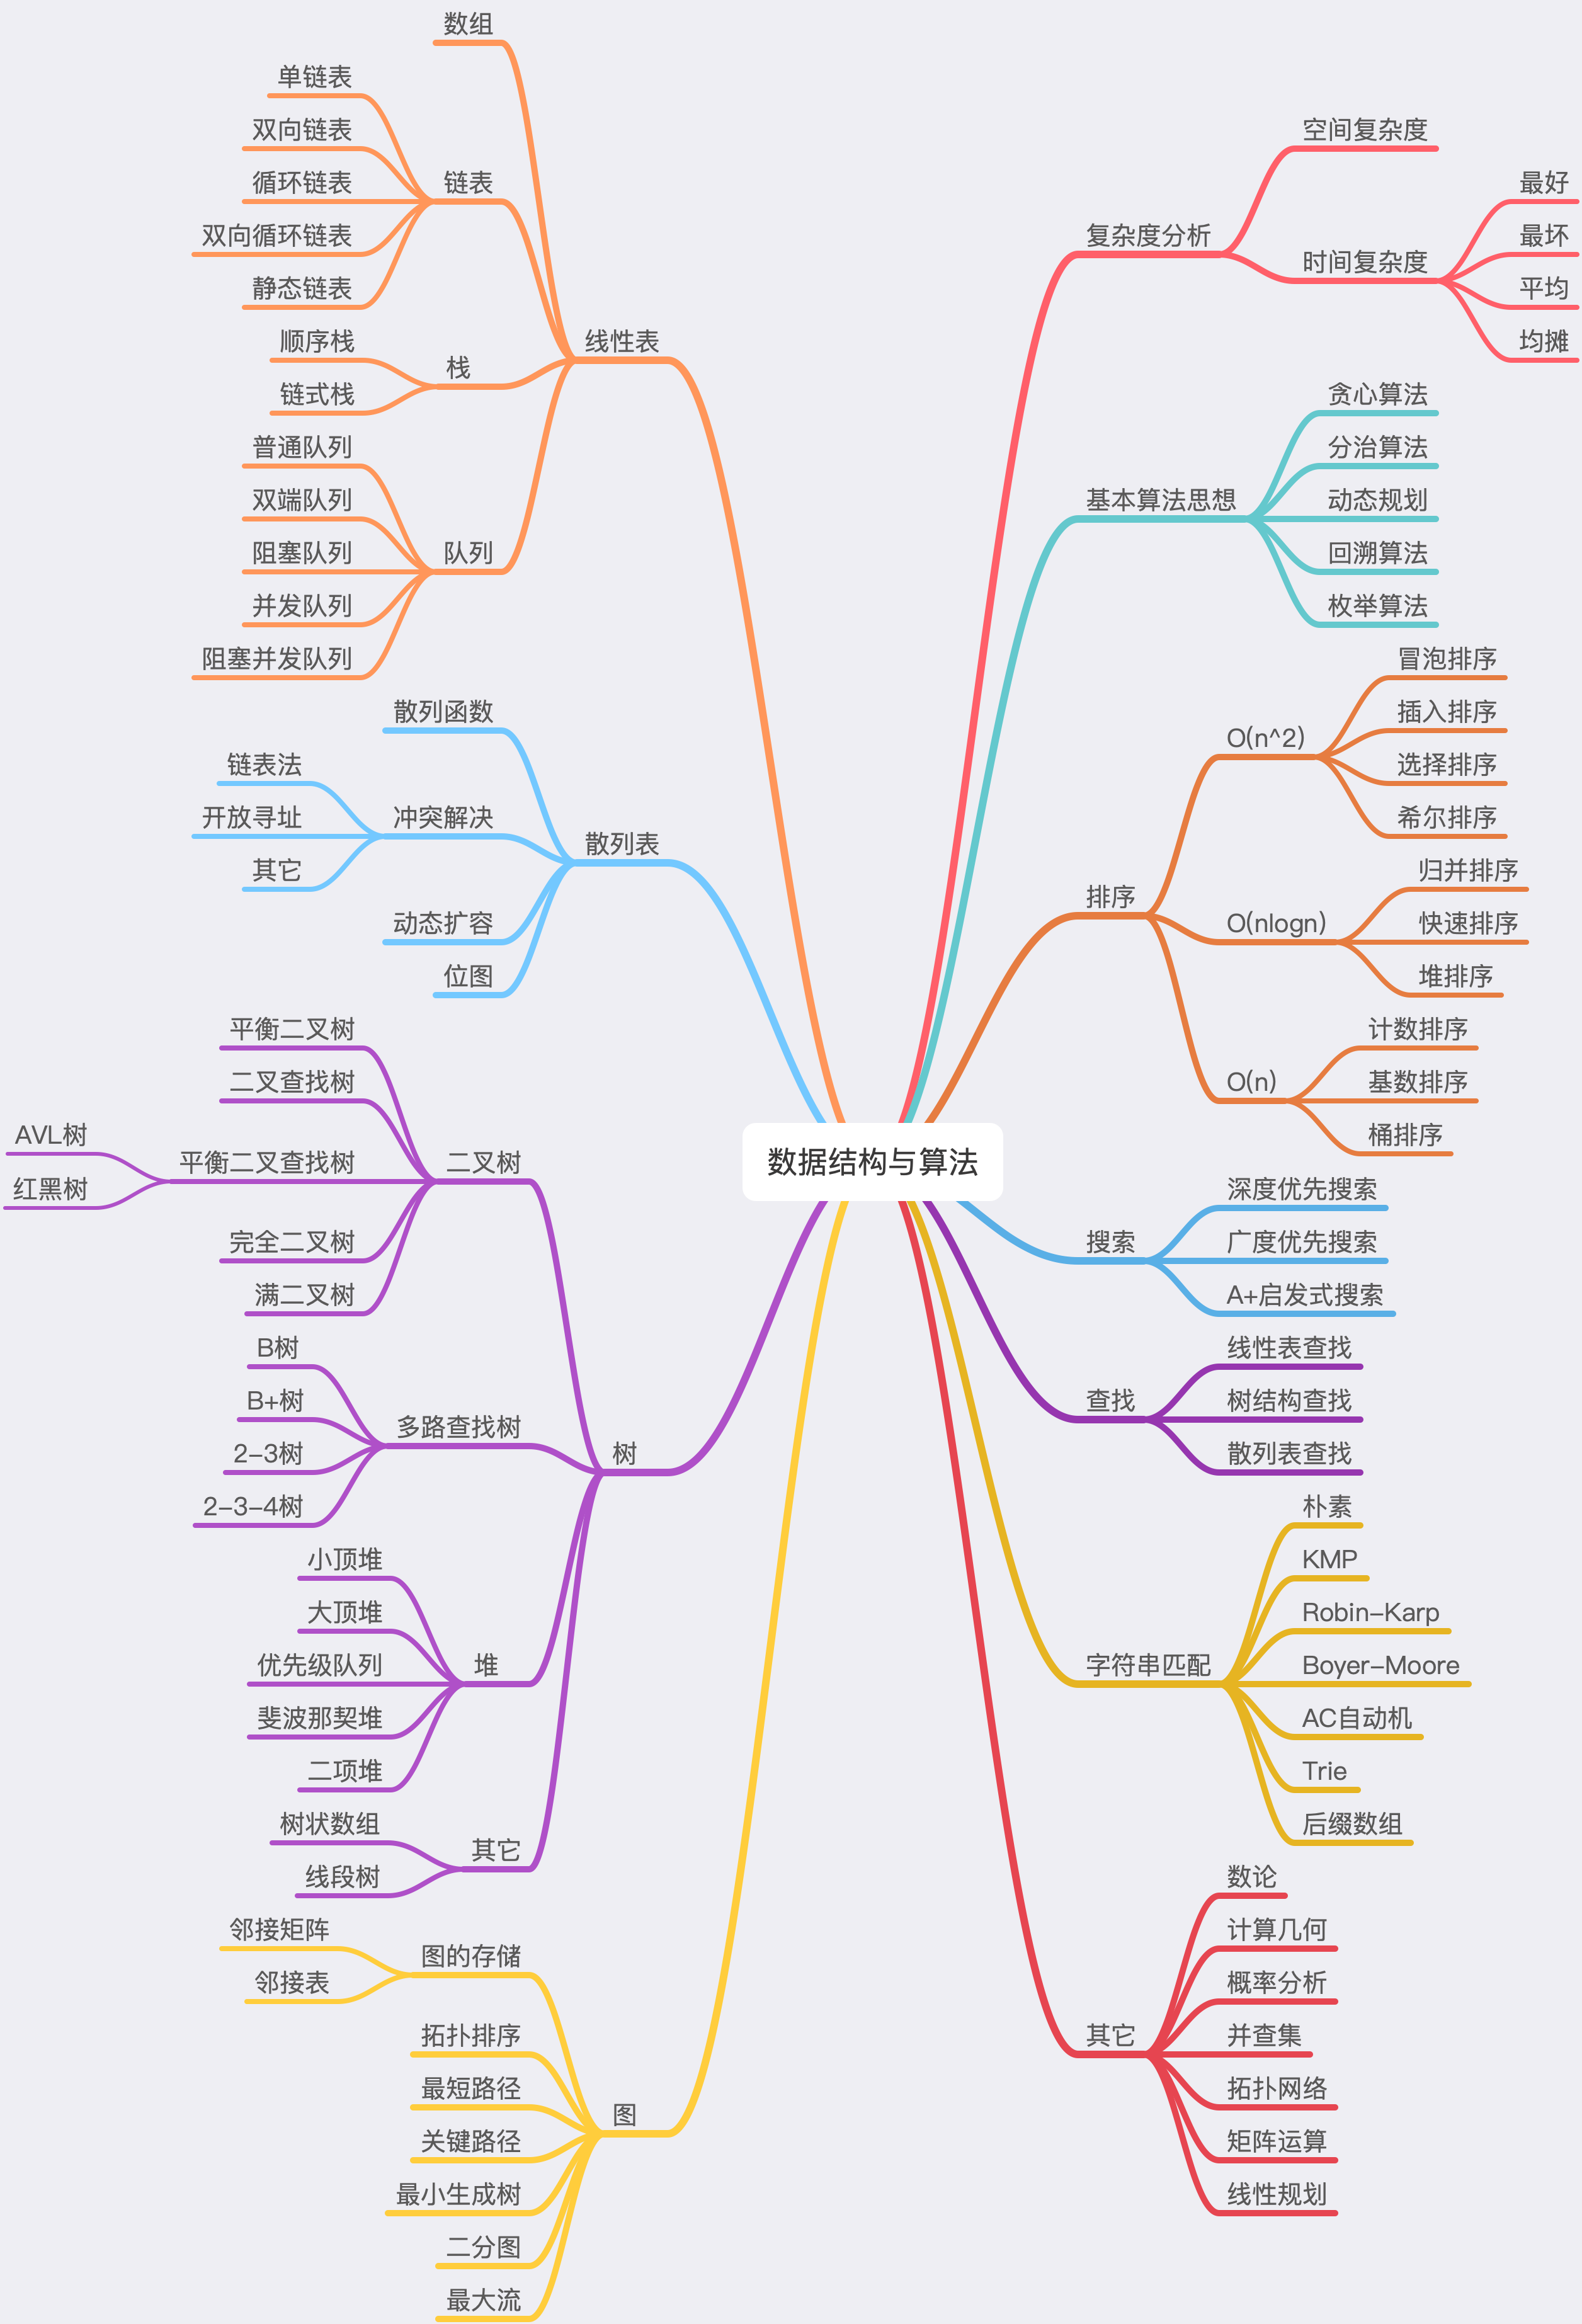 数据结构与算法
线性表
数组
链表
单链表
双向链表
循环链表
双向循环链表
静态链表
栈
顺序栈
链式栈
队列
普通队列
双端队列
阻塞队列
并发队列
阻塞并发队列
散列表
散列函数
冲突解决
链表法
开放寻址
其它
动态扩容
位图
树
二叉树
平衡二叉树
二叉查找树
平衡二叉查找树
AVL树
红黑树
完全二叉树
满二叉树
多路查找树
B树
B+树
2-3树
2-3-4树
堆
小顶堆
大顶堆
优先级队列
斐波那契堆
二项堆
其它
树状数组
线段树
图
图的存储
邻接矩阵
邻接表
拓扑排序
最短路径
关键路径
最小生成树
二分图
最大流
复杂度分析
空间复杂度
时间复杂度
最好
最坏
平均
均摊
基本算法思想
贪心算法
分治算法
动态规划
回溯算法
枚举算法
排序
O(n^2)
冒泡排序
插入排序
选择排序
希尔排序
O(nlogn)
归并排序
快速排序
堆排序
O(n)
计数排序
基数排序
桶排序
搜索
深度优先搜索
广度优先搜索
A+启发式搜索
查找
线性表查找
树结构查找
散列表查找
字符串匹配
朴素
KMP
Robin-Karp
Boyer-Moore
AC自动机
Trie
后缀数组
其它
数论
计算几何
概率分析
并查集
拓扑网络
矩阵运算
线性规划